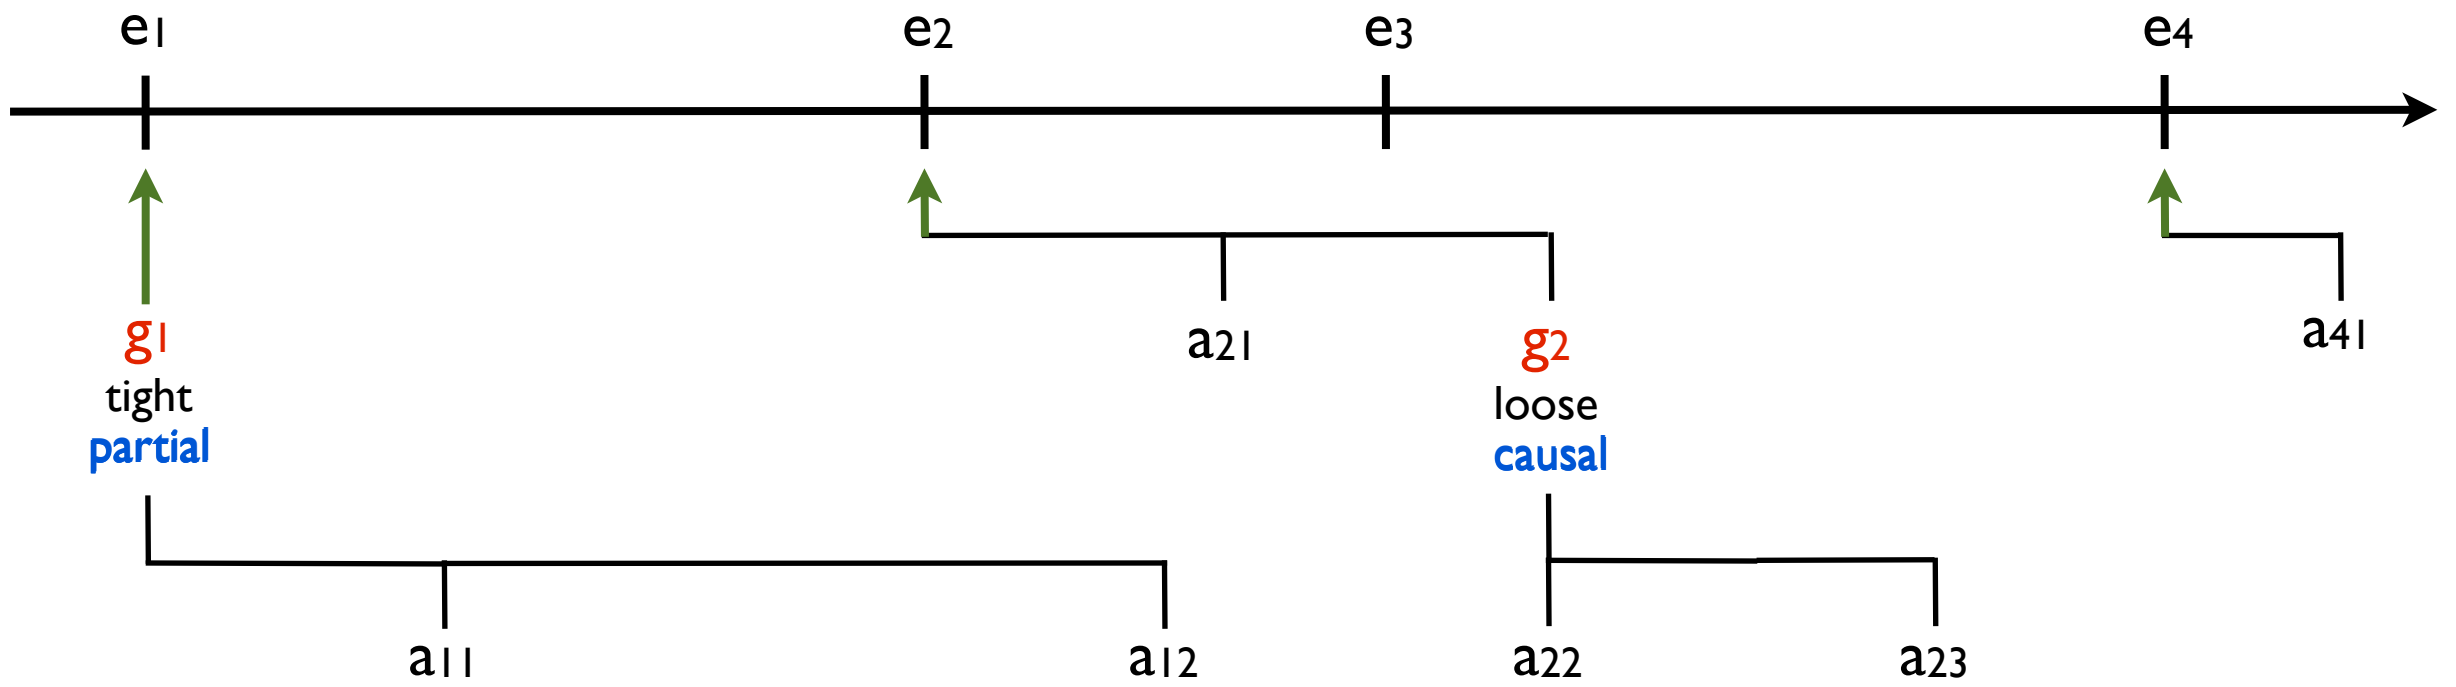 e1 e2 e3 e4
g1 a21 g2 a41
tight loose
partial causal
a11 a12 a22 a23